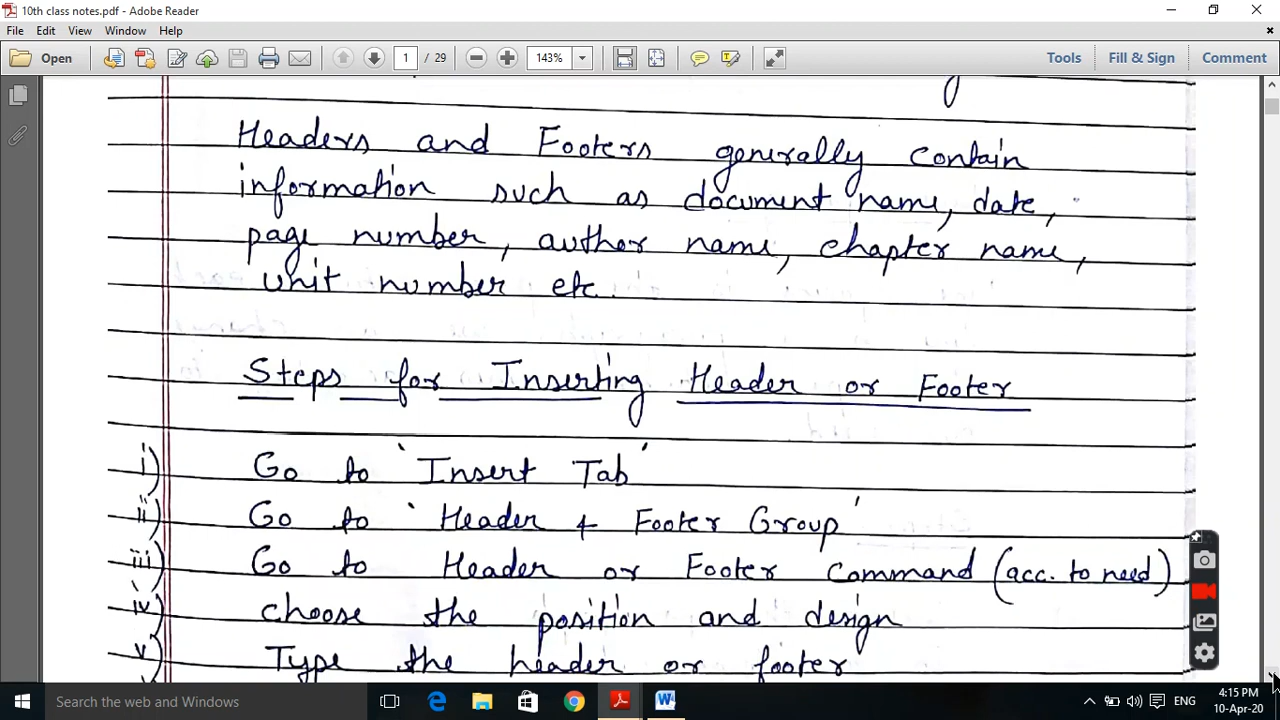 10th class notes.pdf - Adobe Reader
File Edit View Window Help
Open 1 / 29 143% Tools Fill & Sign Comment
Headers and Footers generally contain
information such as document name, date,
page number, author name, chapter name,
unit number etc.
Steps for Inserting Header or Footer
i) Go to 'Insert Tab'
ii) Go to 'Header & Footer Group'
iii) Go to Header or Footer Command (acc. to need)
iv) choose the position and design
v) Type the header or footer
Search the web and Windows
ENG
4:15 PM
10-Apr-20